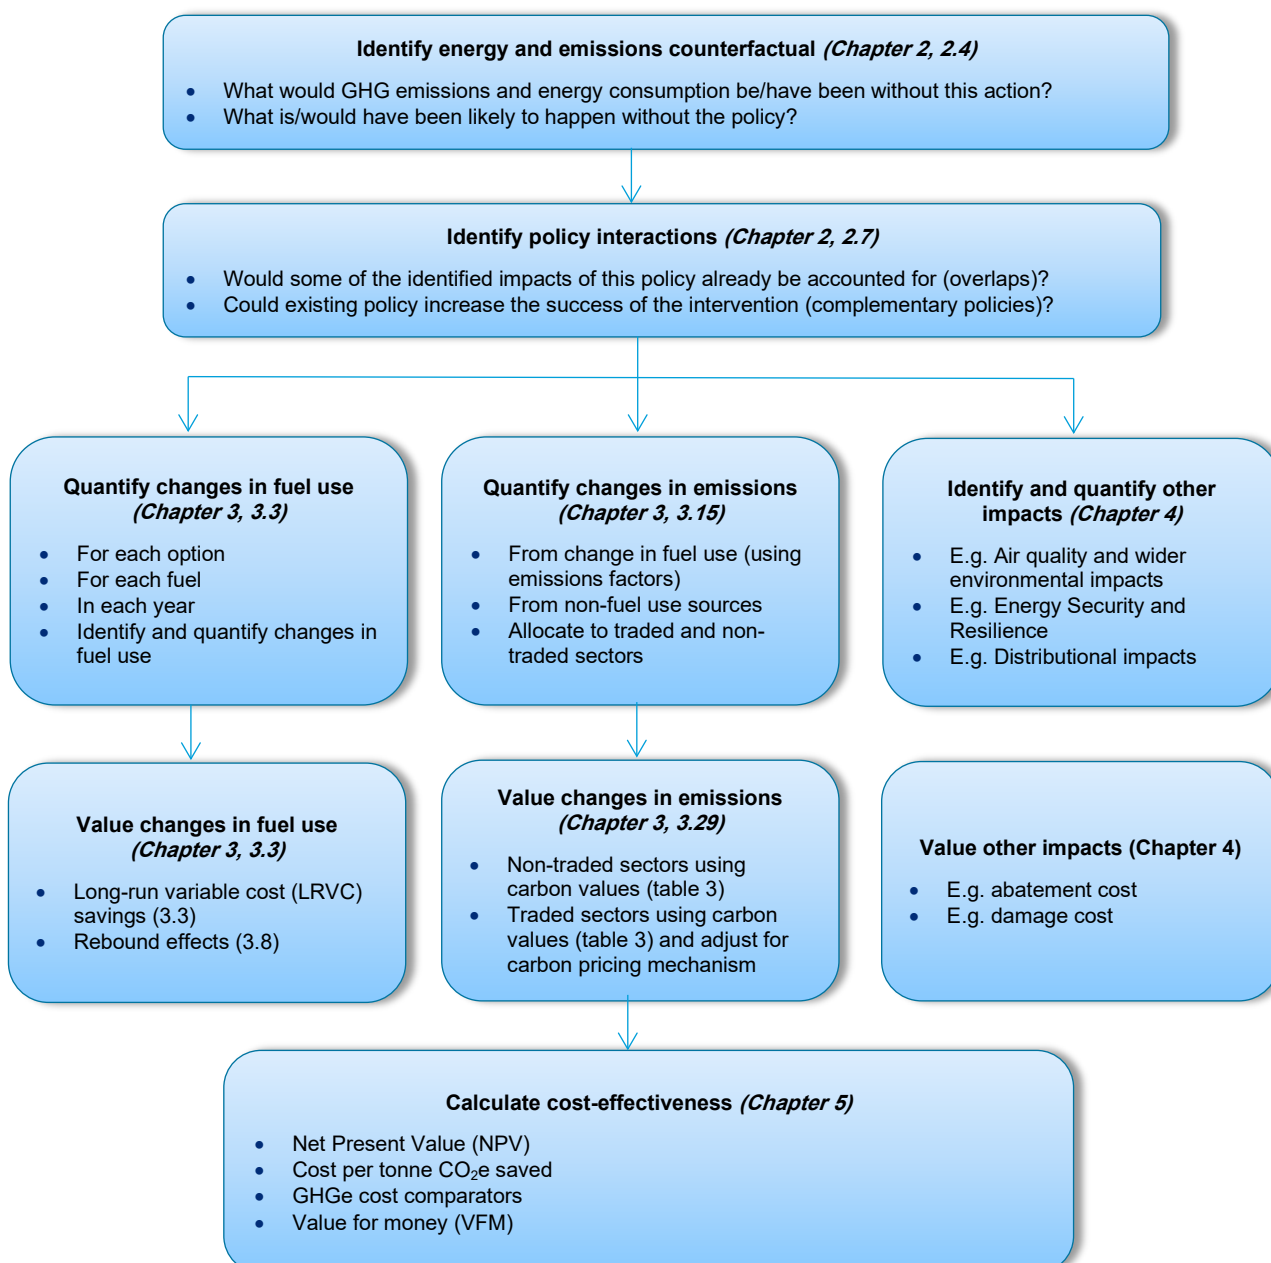 Identify energy and emissions counterfactual (Chapter 2, 2.4)
• What would GHG emissions and energy consumption be/have been without this action?
• What is/would have been likely to happen without the policy?
Identify policy interactions (Chapter 2, 2.7)
• Would some of the identified impacts of this policy already be accounted for (overlaps)?
• Could existing policy increase the success of the intervention (complementary policies)?
Quantify changes in fuel use
(Chapter 3, 3.3)
• For each option
• For each fuel
• In each year
• Identify and quantify changes in
fuel use
Quantify changes in emissions
(Chapter 3, 3.15)
• From change in fuel use (using
emissions factors)
• From non-fuel use sources
• Allocate to traded and non-
traded sectors
Identify and quantify other
impacts (Chapter 4)
• E.g. Air quality and wider
environmental impacts
• E.g. Energy Security and
Resilience
• E.g. Distributional impacts
Value changes in fuel use
(Chapter 3, 3.3)
• Long-run variable cost (LRVC)
savings (3.3)
• Rebound effects (3.8)
Value changes in emissions
(Chapter 3, 3.29)
• Non-traded sectors using
carbon values (table 3)
• Traded sectors using carbon
values (table 3) and adjust for
carbon pricing mechanism
Value other impacts (Chapter 4)
• E.g. abatement cost
• E.g. damage cost
Calculate cost-effectiveness (Chapter 5)
• Net Present Value (NPV)
• Cost per tonne CO₂e saved
• GHGe cost comparators
• Value for money (VFM)